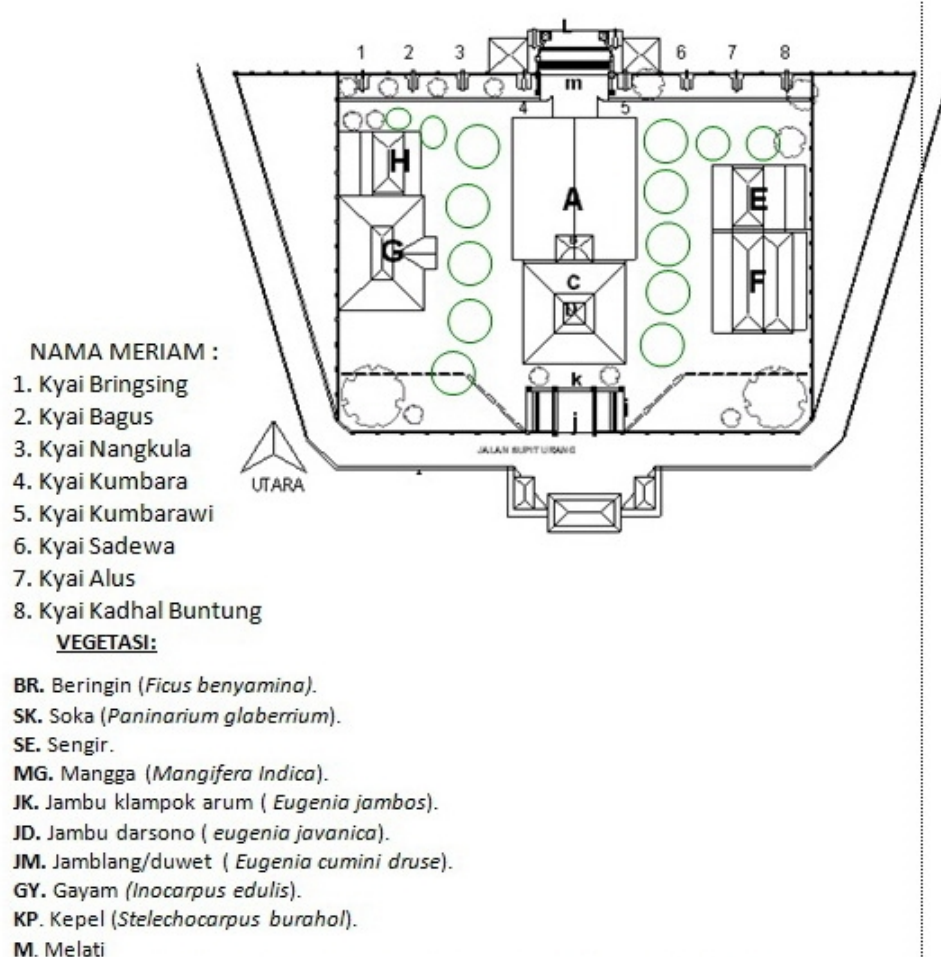 L
1 2 3 6 7 8
m
4 5
H
A
E
G
C
F
k
j
JALAN SUPIT URANG
UTARA
NAMA MERIAM :
1. Kyai Bringsing
2. Kyai Bagus
3. Kyai Nangkula
4. Kyai Kumbara
5. Kyai Kumbarawi
6. Kyai Sadewa
7. Kyai Alus
8. Kyai Kadhal Buntung
VEGETASI:
BR. Beringin (Ficus benyamina).
SK. Soka (Paninarium glaberrium).
SE. Sengir.
MG. Mangga (Mangifera Indica).
JK. Jambu klampok arum ( Eugenia jambos).
JD. Jambu darsono ( eugenia javanica).
JM. Jamblang/duwet ( Eugenia cumini druse).
GY. Gayam (Inocarpus edulis).
KP. Kepel (Stelechocarpus burahol).
M. Melati